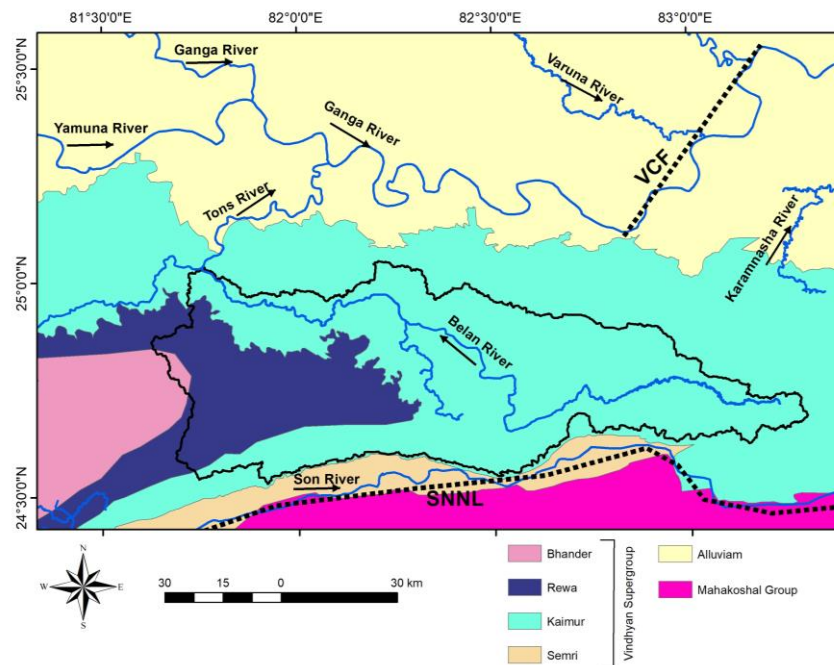 81°30'0"E
82°0'0"E
82°30'0"E
83°0'0"E
25°30'0"N
25°0'0"N
24°30'0"N
Ganga River
Varuna River
Yamuna River
Ganga River
VCF
Tons River
Karamnasha River
Belan River
Son River
SNNL
N
W
E
S
30
15
0
30 km
Bhander
Rewa
Kaimur
Semri
Vindhyan Supergroup
Alluviam
Mahakoshal Group